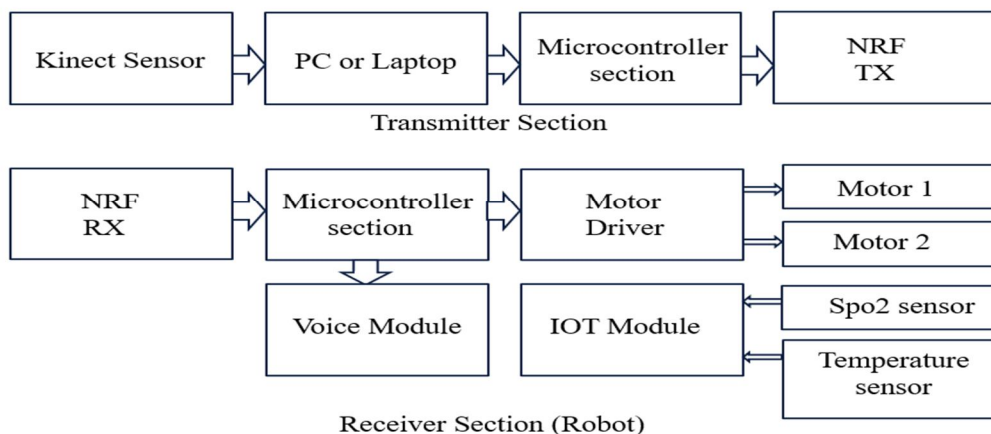 Kinect Sensor
PC or Laptop
Microcontroller
section
NRF
TX
Transmitter Section
NRF
RX
Microcontroller
section
Motor
Driver
Motor 1
Motor 2
Voice Module
IOT Module
Spo2 sensor
Temperature
sensor
Receiver Section (Robot)